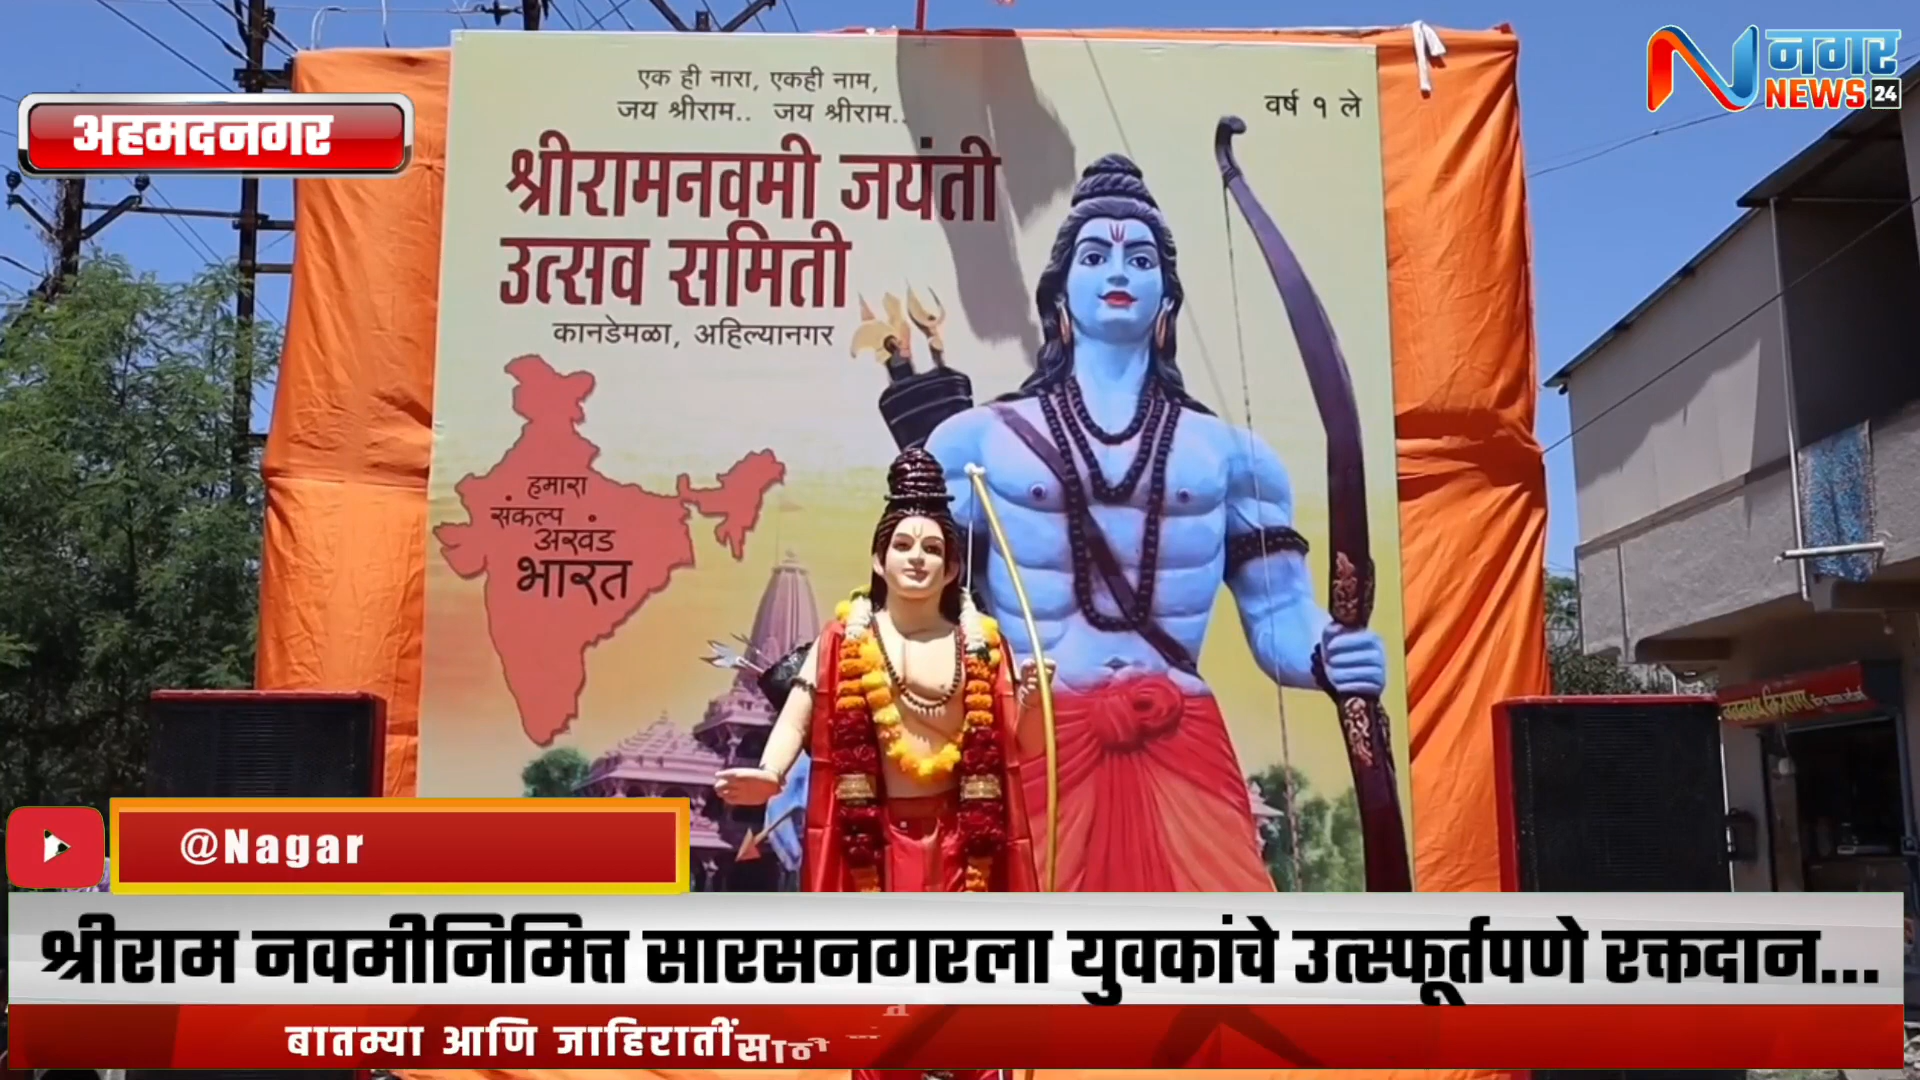 नगर
NEWS 24
अहमदनगर
एक ही नारा, एकही नाम,
जय श्रीराम.. जय श्रीराम..
वर्ष १ ले
श्रीरामनवमी जयंती
उत्सव समिती
कानडेमळा, अहिल्यानगर
हमारा
संकल्प
अखंड
भारत
@Nagar
श्रीराम नवमीनिमित्त सारसनगरला युवकांचे उत्स्फूर्तपणे रक्तदान...
बातम्या आणि जाहिरातींसाठी